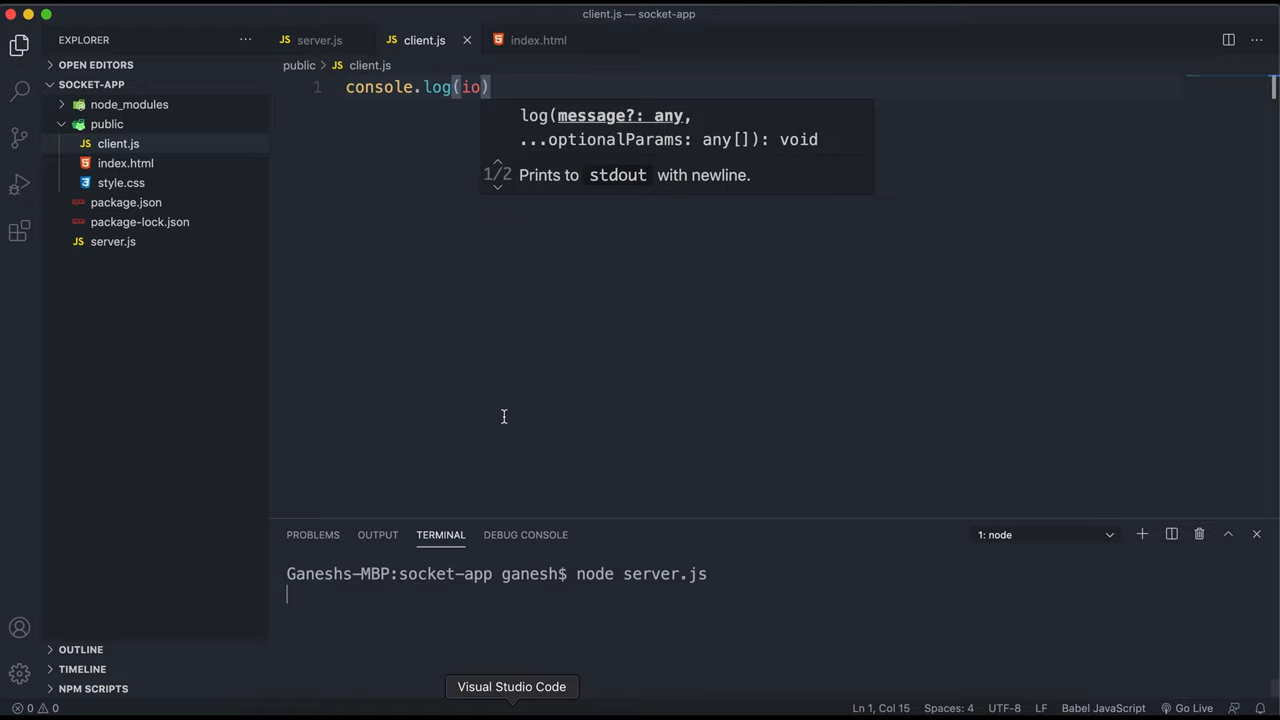 client.js — socket-app
EXPLORER
server.js
client.js
index.html
OPEN EDITORS
public
client.js
SOCKET-APP
1 console.log(io)
node_modules
log(message?: any,
public
...optionalParams: any[]): void
client.js
index.html
1/2 Prints to stdout with newline.
style.css
package.json
package-lock.json
server.js
PROBLEMS
OUTPUT
TERMINAL
DEBUG CONSOLE
1: node
Ganeshs-MBP:socket-app ganesh$ node server.js
OUTLINE
TIMELINE
NPM SCRIPTS
Visual Studio Code
0 0
Ln 1, Col 15
Spaces: 4
UTF-8
LF
Babel JavaScript
Go Live